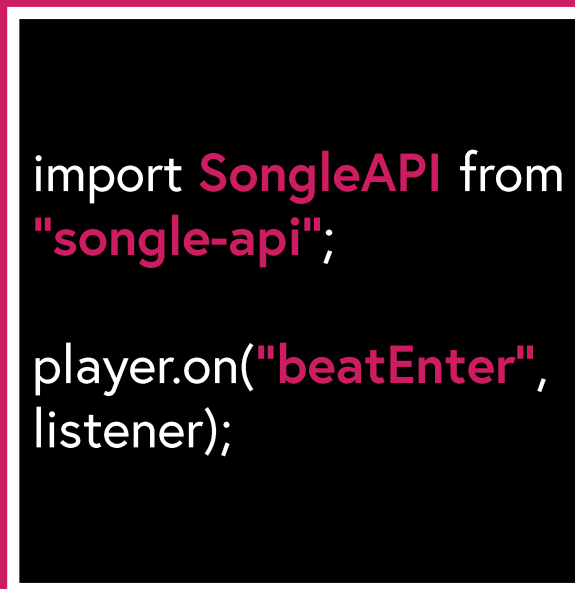 import SongleAPI from
"songle-api";
player.on("beatEnter",
listener);